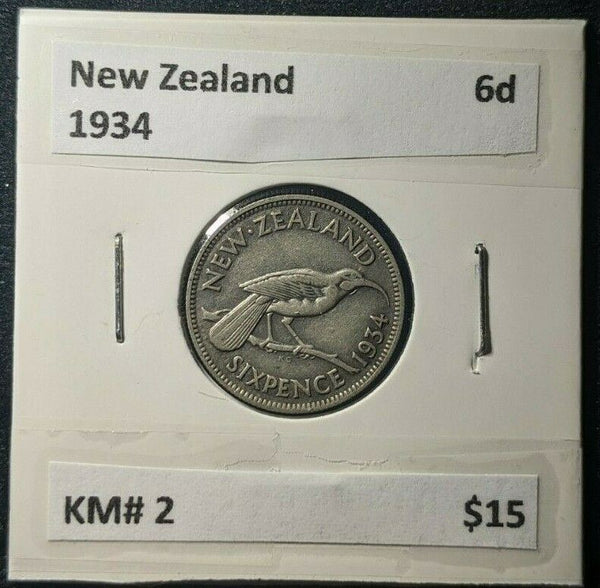 New Zealand 6d
1934
NEW·ZEALAND
SIXPENCE 1934
KM# 2 $15